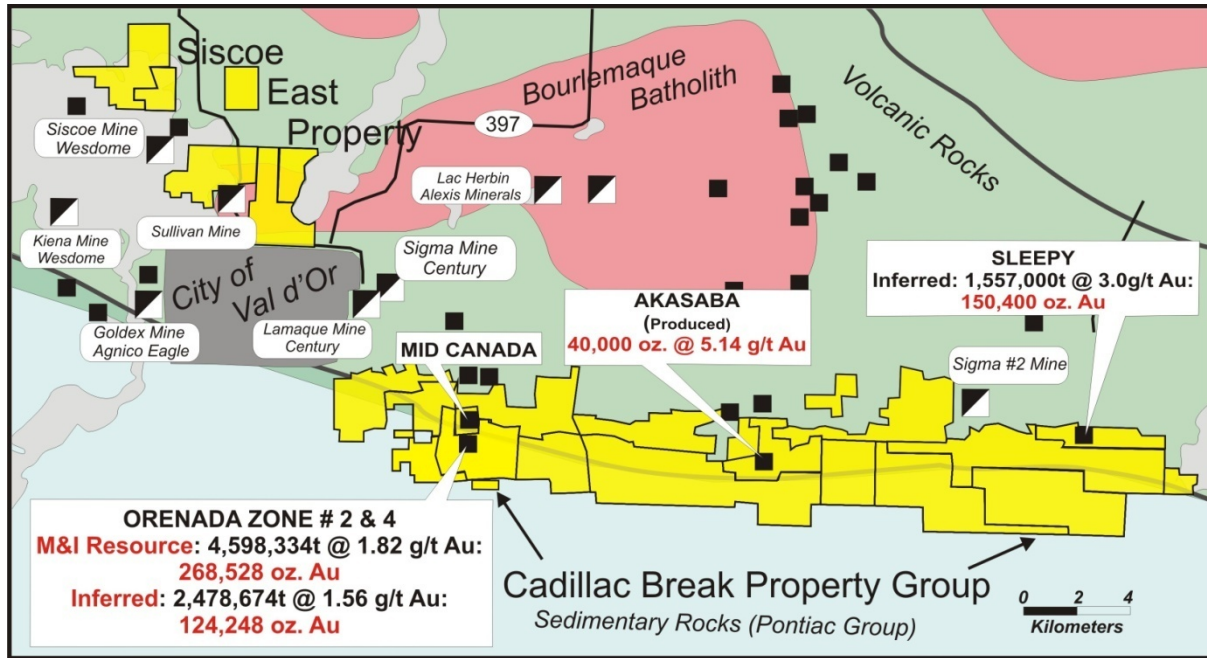 Siscoe
East
Property
Bourlemaque
Batholith
Volcanic Rocks
397
Siscoe Mine
Wesdome
Lac Herbin
Alexis Minerals
Kiena Mine
Wesdome
Sullivan Mine
Sigma Mine
Century
City of
Val d'Or
Goldex Mine
Agnico Eagle
Lamaque Mine
Century
MID CANADA
AKASABA
(Produced)
40,000 oz. @ 5.14 g/t Au
SLEEPY
Inferred: 1,557,000t @ 3.0g/t Au:
150,400 oz. Au
Sigma #2 Mine
ORENADA ZONE # 2 & 4
M&I Resource: 4,598,334t @ 1.82 g/t Au:
268,528 oz. Au
Inferred: 2,478,674t @ 1.56 g/t Au:
124,248 oz. Au
Cadillac Break Property Group
Sedimentary Rocks (Pontiac Group)
0 2 4
Kilometers